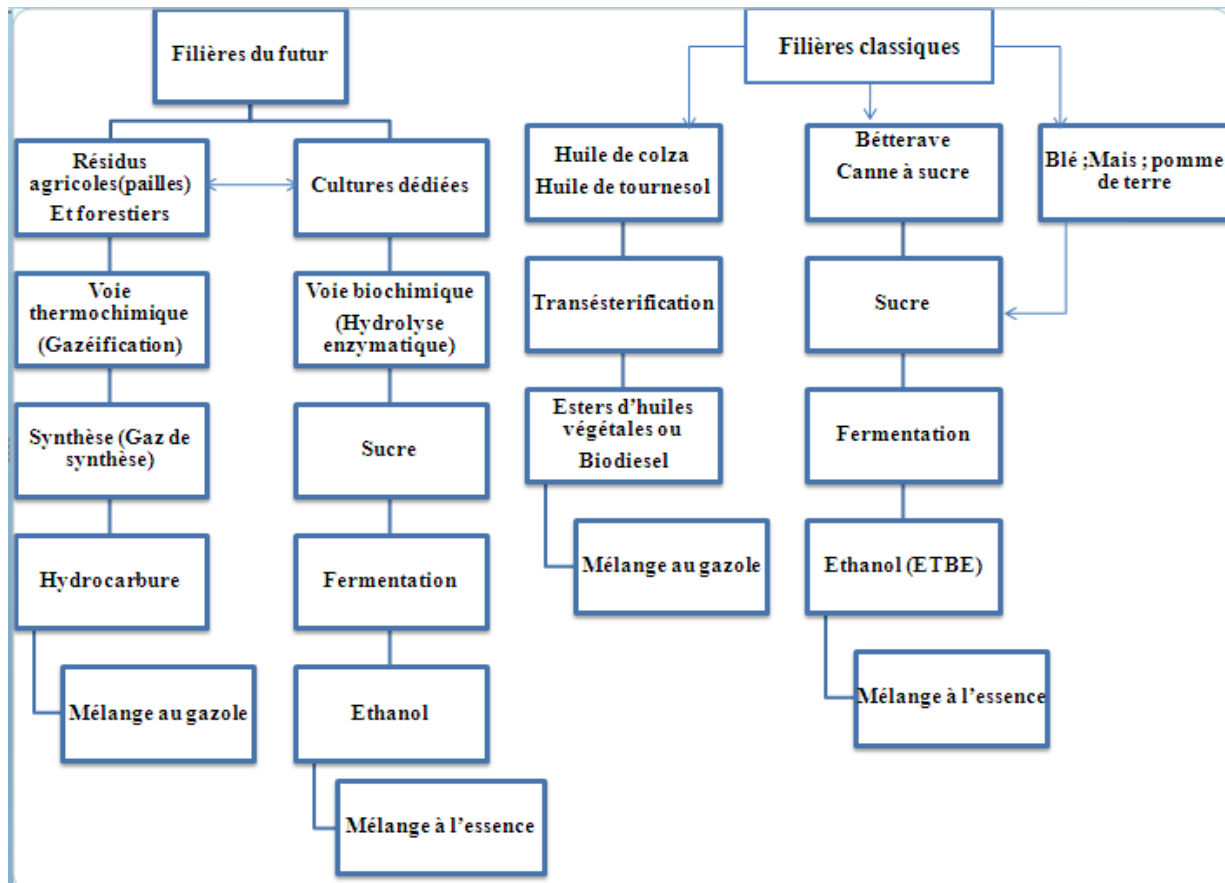 Filières du futur
Résidus
agricoles(pailles)
Et forestiers
Voie
thermochimique
(Gazéification)
Synthèse (Gaz de
synthèse)
Hydrocarbure
Mélange au gazole
Cultures dédiées
Voie biochimique
(Hydrolyse
enzymatique)
Sucre
Fermentation
Ethanol
Mélange à l'essence
Filières classiques
Huile de colza
Huile de tournesol
Transésterification
Esters d'huiles
végétales ou
Biodiesel
Mélange au gazole
Bétterave
Canne à sucre
Sucre
Fermentation
Ethanol (ETBE)
Mélange à l'essence
Blé ;Mais ; pomme
de terre